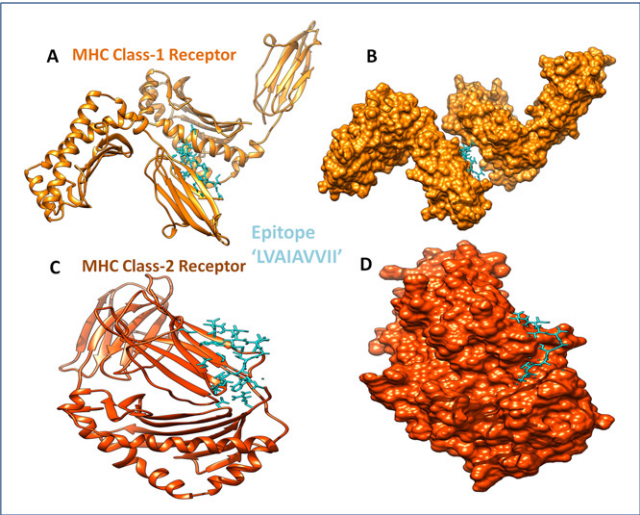 A MHC Class-1 Receptor
B
Epitope
‘LVAIAVVII’
C MHC Class-2 Receptor
D